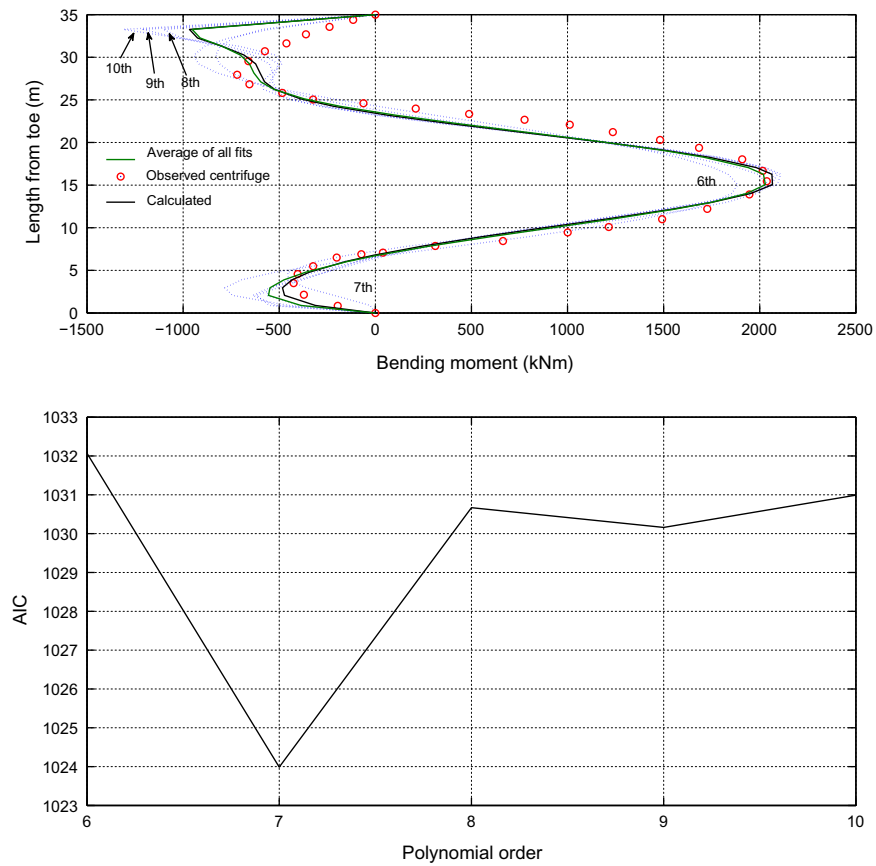 35
30
25
20
15
10
5
0
Length from toe (m)
10th
9th
8th
Average of all fits
Observed centrifuge
Calculated
6th
7th
−1500 −1000 −500 0 500 1000 1500 2000 2500
Bending moment (kNm)
1033
1032
1031
1030
1029
1028
1027
1026
1025
1024
1023
AIC
6 7 8 9 10
Polynomial order